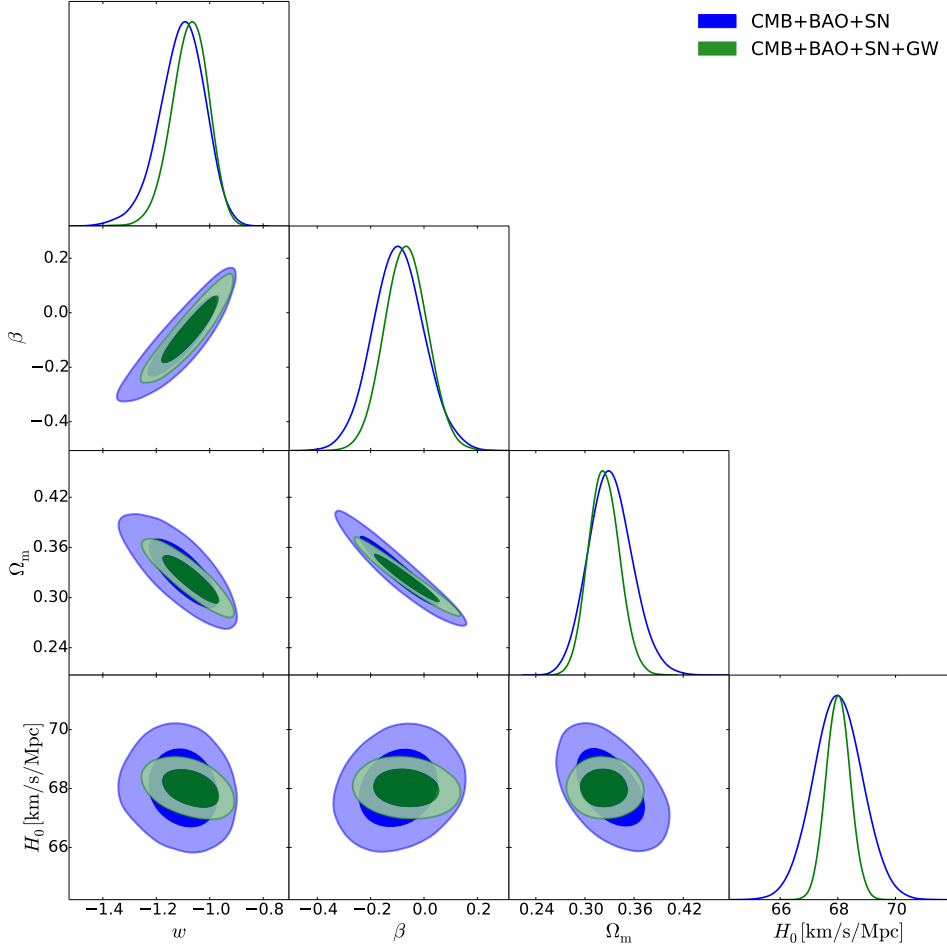 CMB+BAO+SN
CMB+BAO+SN+GW
0.2
0.0
−0.2
−0.4
β
0.42
0.36
0.30
0.24
Ωm
70
68
66
H0 [km/s/Mpc]
−1.4 −1.2 −1.0 −0.8
w
−0.4 −0.2 0.0 0.2
β
0.24 0.30 0.36 0.42
Ωm
66 68 70
H0 [km/s/Mpc]